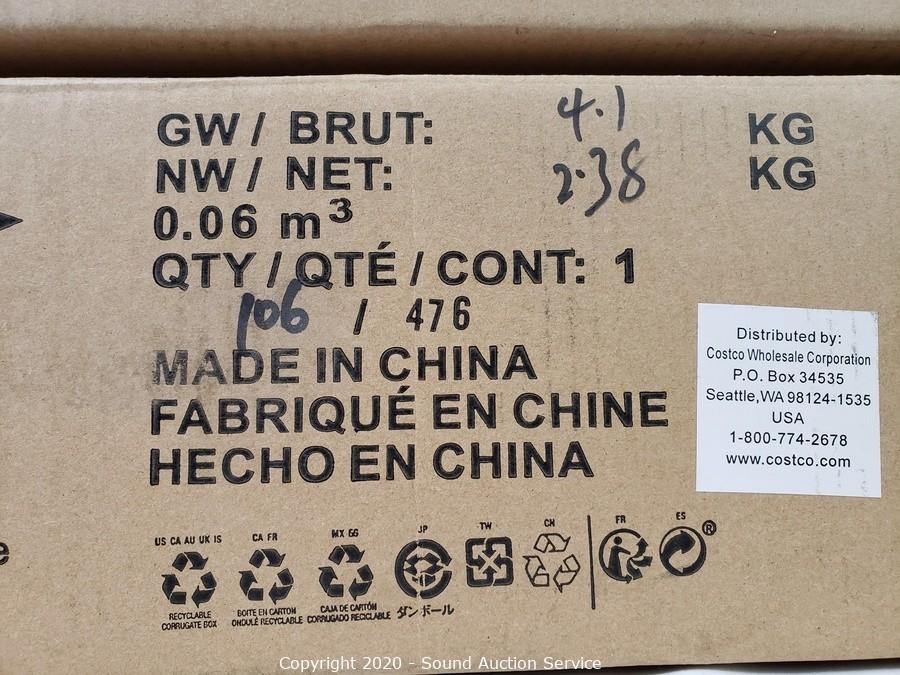 GW / BRUT: 4.1 KG
NW / NET: 2.38 KG
0.06 m³
QTY / QTÉ / CONT: 1
106 / 476
MADE IN CHINA
FABRIQUÉ EN CHINE
HECHO EN CHINA
Distributed by:
Costco Wholesale Corporation
P.O. Box 34535
Seattle,WA 98124-1535
USA
1-800-774-2678
www.costco.com
US CA AU UK IS
RECYCLABLE
CORRUGATE BOX
CA FR
BOITE EN CARTON
ONDULÉ RECYCLABLE
MX
CAJA DE CARTÓN
CORRUGADO RECICLABLE
JP
ダンボール
TW
CN
FR
ES
®
e
Copyright 2020 - Sound Auction Service